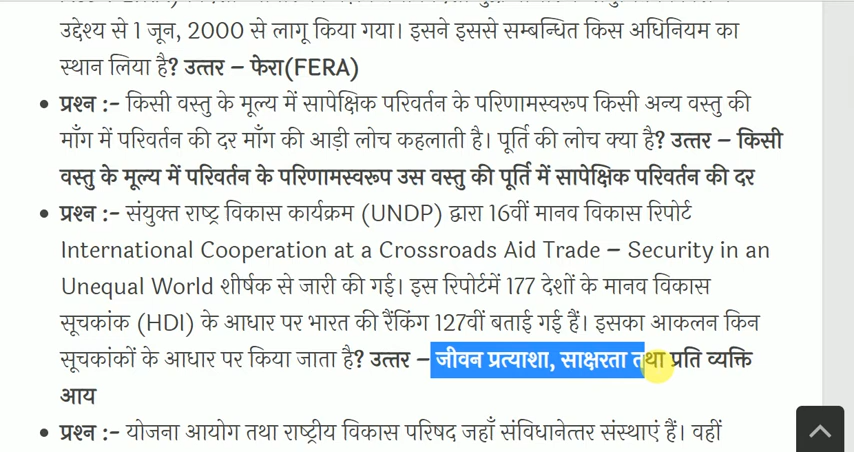 उद्देश्य से 1 जून, 2000 से लागू किया गया। इसने इससे सम्बन्धित किस अधिनियम का
स्थान लिया है? उत्तर – फेरा(FERA)
• प्रश्न :- किसी वस्तु के मूल्य में सापेक्षिक परिवर्तन के परिणामस्वरूप किसी अन्य वस्तु की
माँग में परिवर्तन की दर माँग की आड़ी लोच कहलाती है। पूर्ति की लोच क्या है? उत्तर – किसी
वस्तु के मूल्य में परिवर्तन के परिणामस्वरूप उस वस्तु की पूर्ति में सापेक्षिक परिवर्तन की दर
• प्रश्न :- संयुक्त राष्ट्र विकास कार्यक्रम (UNDP) द्वारा 16वीं मानव विकास रिपोर्ट
International Cooperation at a Crossroads Aid Trade – Security in an
Unequal World शीर्षक से जारी की गई। इस रिपोर्टमें 177 देशों के मानव विकास
सूचकांक (HDI) के आधार पर भारत की रैंकिंग 127वीं बताई गई हैं। इसका आकलन किन
सूचकांकों के आधार पर किया जाता है? उत्तर – जीवन प्रत्याशा, साक्षरता तथा प्रति व्यक्ति
आय
• प्रश्न :- योजना आयोग तथा राष्ट्रीय विकास परिषद जहाँ संविधानेत्तर संस्थाएं हैं। वहीं